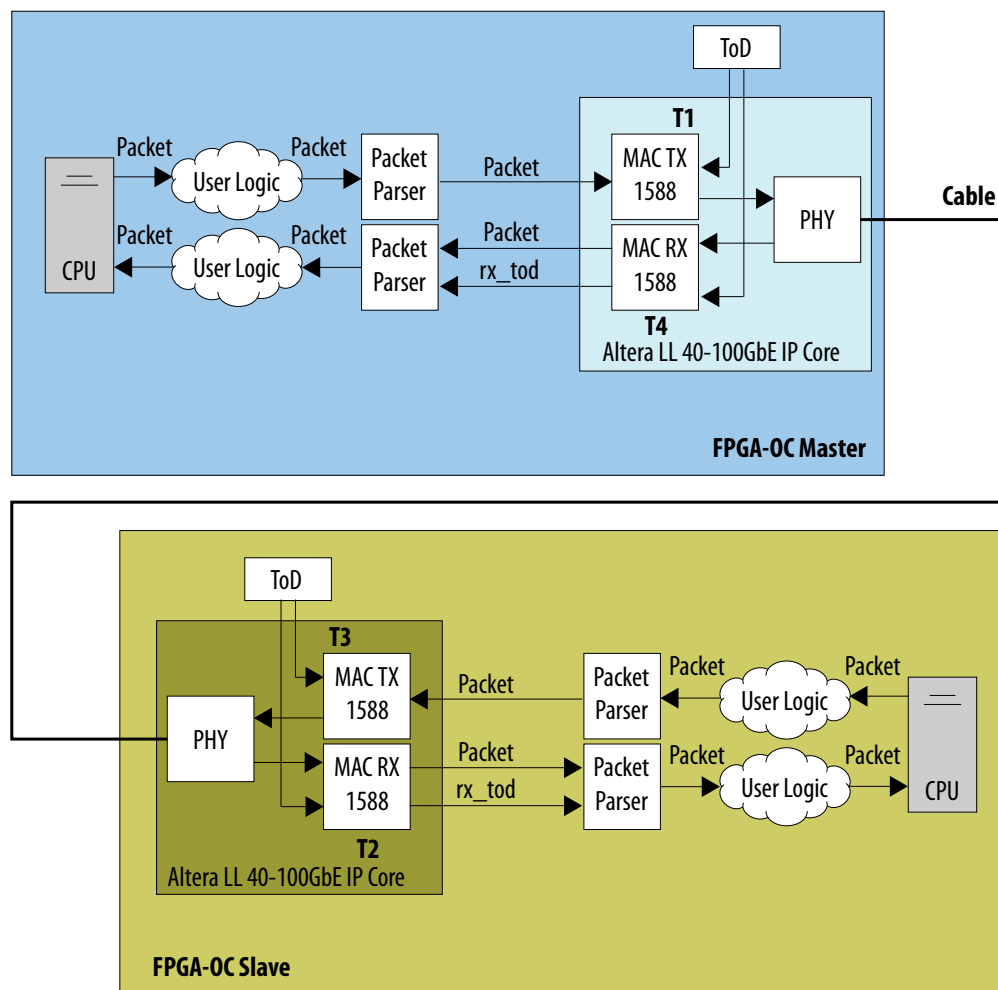 ToD
T1
Packet
Packet
Packet
Parser
Packet
MAC TX
1588
User Logic
Cable
PHY
Packet
Packet
Packet
Parser
Packet
MAC RX
1588
CPU
User Logic
rx_tod
T4
Altera LL 40-100GbE IP Core
FPGA-OC Master
ToD
T3
MAC TX
1588
Packet
Packet
Parser
Packet
Packet
User Logic
PHY
MAC RX
1588
Packet
rx_tod
Packet
Parser
Packet
Packet
User Logic
CPU
T2
Altera LL 40-100GbE IP Core
FPGA-OC Slave